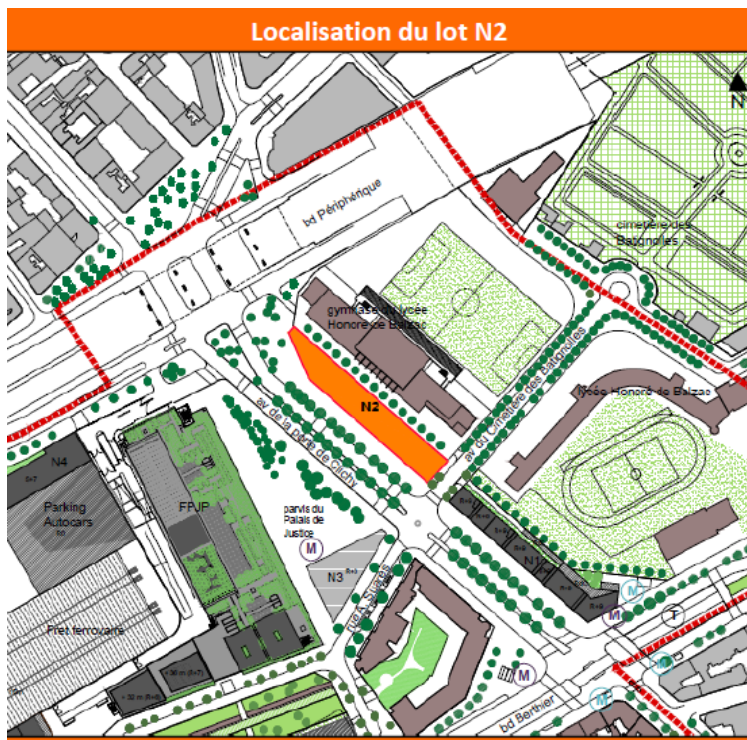 Localisation du lot N2
N
bd Périphérique
cimetière des
Batignolles
gymnase du lycée
Honoré de Balzac
lycée Honoré de Balzac
N2
av de la Porte de Clichy
av du Cimetière des Batignolles
N4
R+7
Parking
Autocars
FPJP
parvis du
Palais de
Justice
M
N3
rue A. Suarès
N1
M
M
T
M
M
M
Fret ferroviaire
bd Berthier